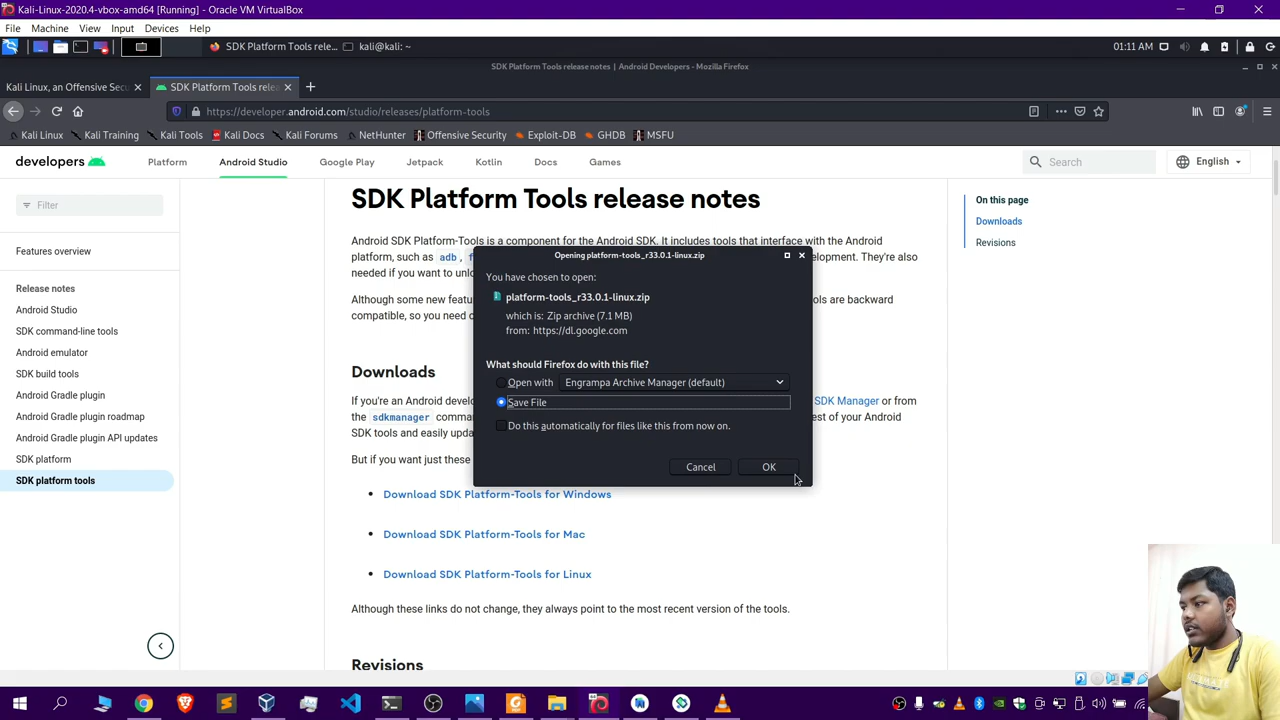 Kali-Linux-2020.4-vbox-amd64 [Running] - Oracle VM VirtualBox
File Machine View Input Devices Help
SDK Platform Tools rele... kali@kali: ~ 01:11 AM
SDK Platform Tools release notes | Android Developers - Mozilla Firefox
Kali Linux, an Offensive Secu SDK Platform Tools relea
https://developer.android.com/studio/releases/platform-tools
Kali Linux Kali Training Kali Tools Kali Docs Kali Forums NetHunter Offensive Security Exploit-DB GHDB MSFU
developers Platform Android Studio Google Play Jetpack Kotlin Docs Games Search English
Filter
Features overview
Release notes
Android Studio
SDK command-line tools
Android emulator
SDK build tools
Android Gradle plugin
Android Gradle plugin roadmap
Android Gradle plugin API updates
SDK platform
SDK platform tools
SDK Platform Tools release notes
Android SDK Platform-Tools is a component for the Android SDK. It includes tools that interface with the Android
platform, such as adb, f elopment. They're also
needed if you want to unlo
Although some new featu ols are backward
compatible, so you need o
Downloads
If you're an Android devel SDK Manager or from
the sdkmanager comman est of your Android
SDK tools and easily upda
But if you want just these
Download SDK Platform-Tools for Windows
Download SDK Platform-Tools for Mac
Download SDK Platform-Tools for Linux
Although these links do not change, they always point to the most recent version of the tools.
Revisions
Opening platform-tools_r33.0.1-linux.zip
You have chosen to open:
platform-tools_r33.0.1-linux.zip
which is: Zip archive (7.1 MB)
from: https://dl.google.com
What should Firefox do with this file?
Open with Engrampa Archive Manager (default)
Save File
Do this automatically for files like this from now on.
Cancel OK
On this page
Downloads
Revisions